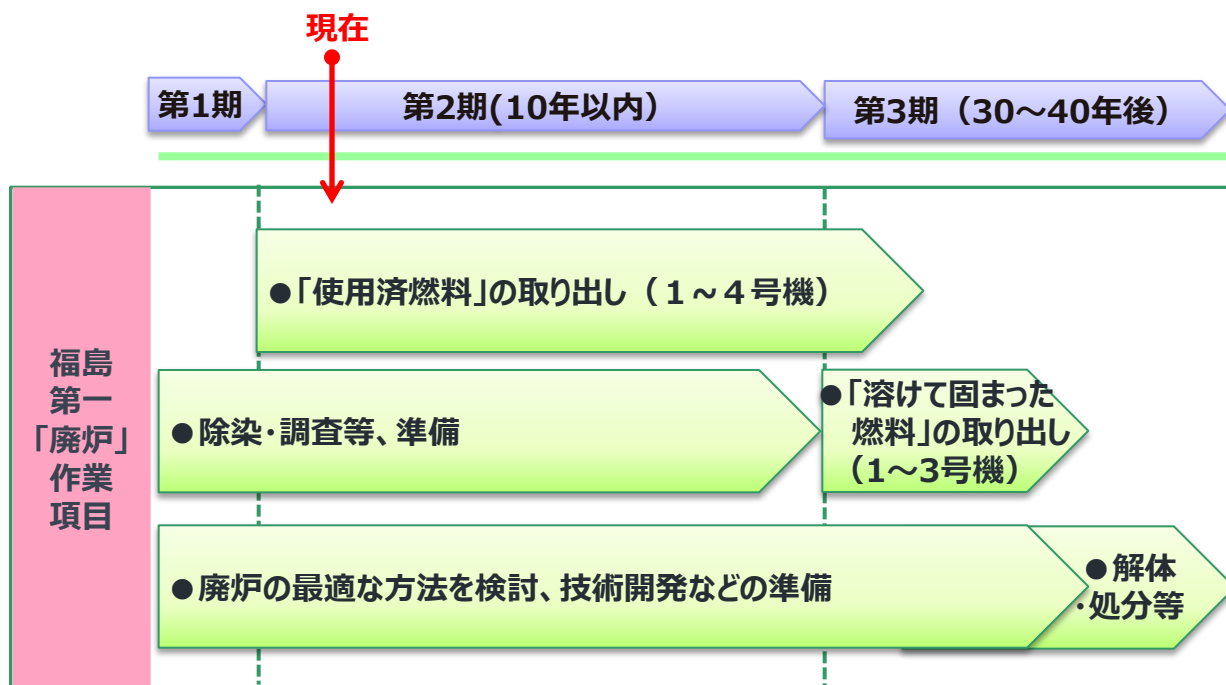 現在
第1期
第2期(10年以内）
第3期（30～40年後）
福島
第一
「廃炉」
作業
項目
●「使用済燃料」の取り出し（１～４号機）
●除染・調査等、準備
●「溶けて固まった
燃料」の取り出し
（1～3号機）
●廃炉の最適な方法を検討、技術開発などの準備
●解体
・処分等